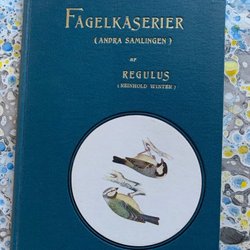 FÅGELKÅSERIER
(ANDRA SAMLINGEN)
AF
REGULUS
(REINHOLD WINTER)